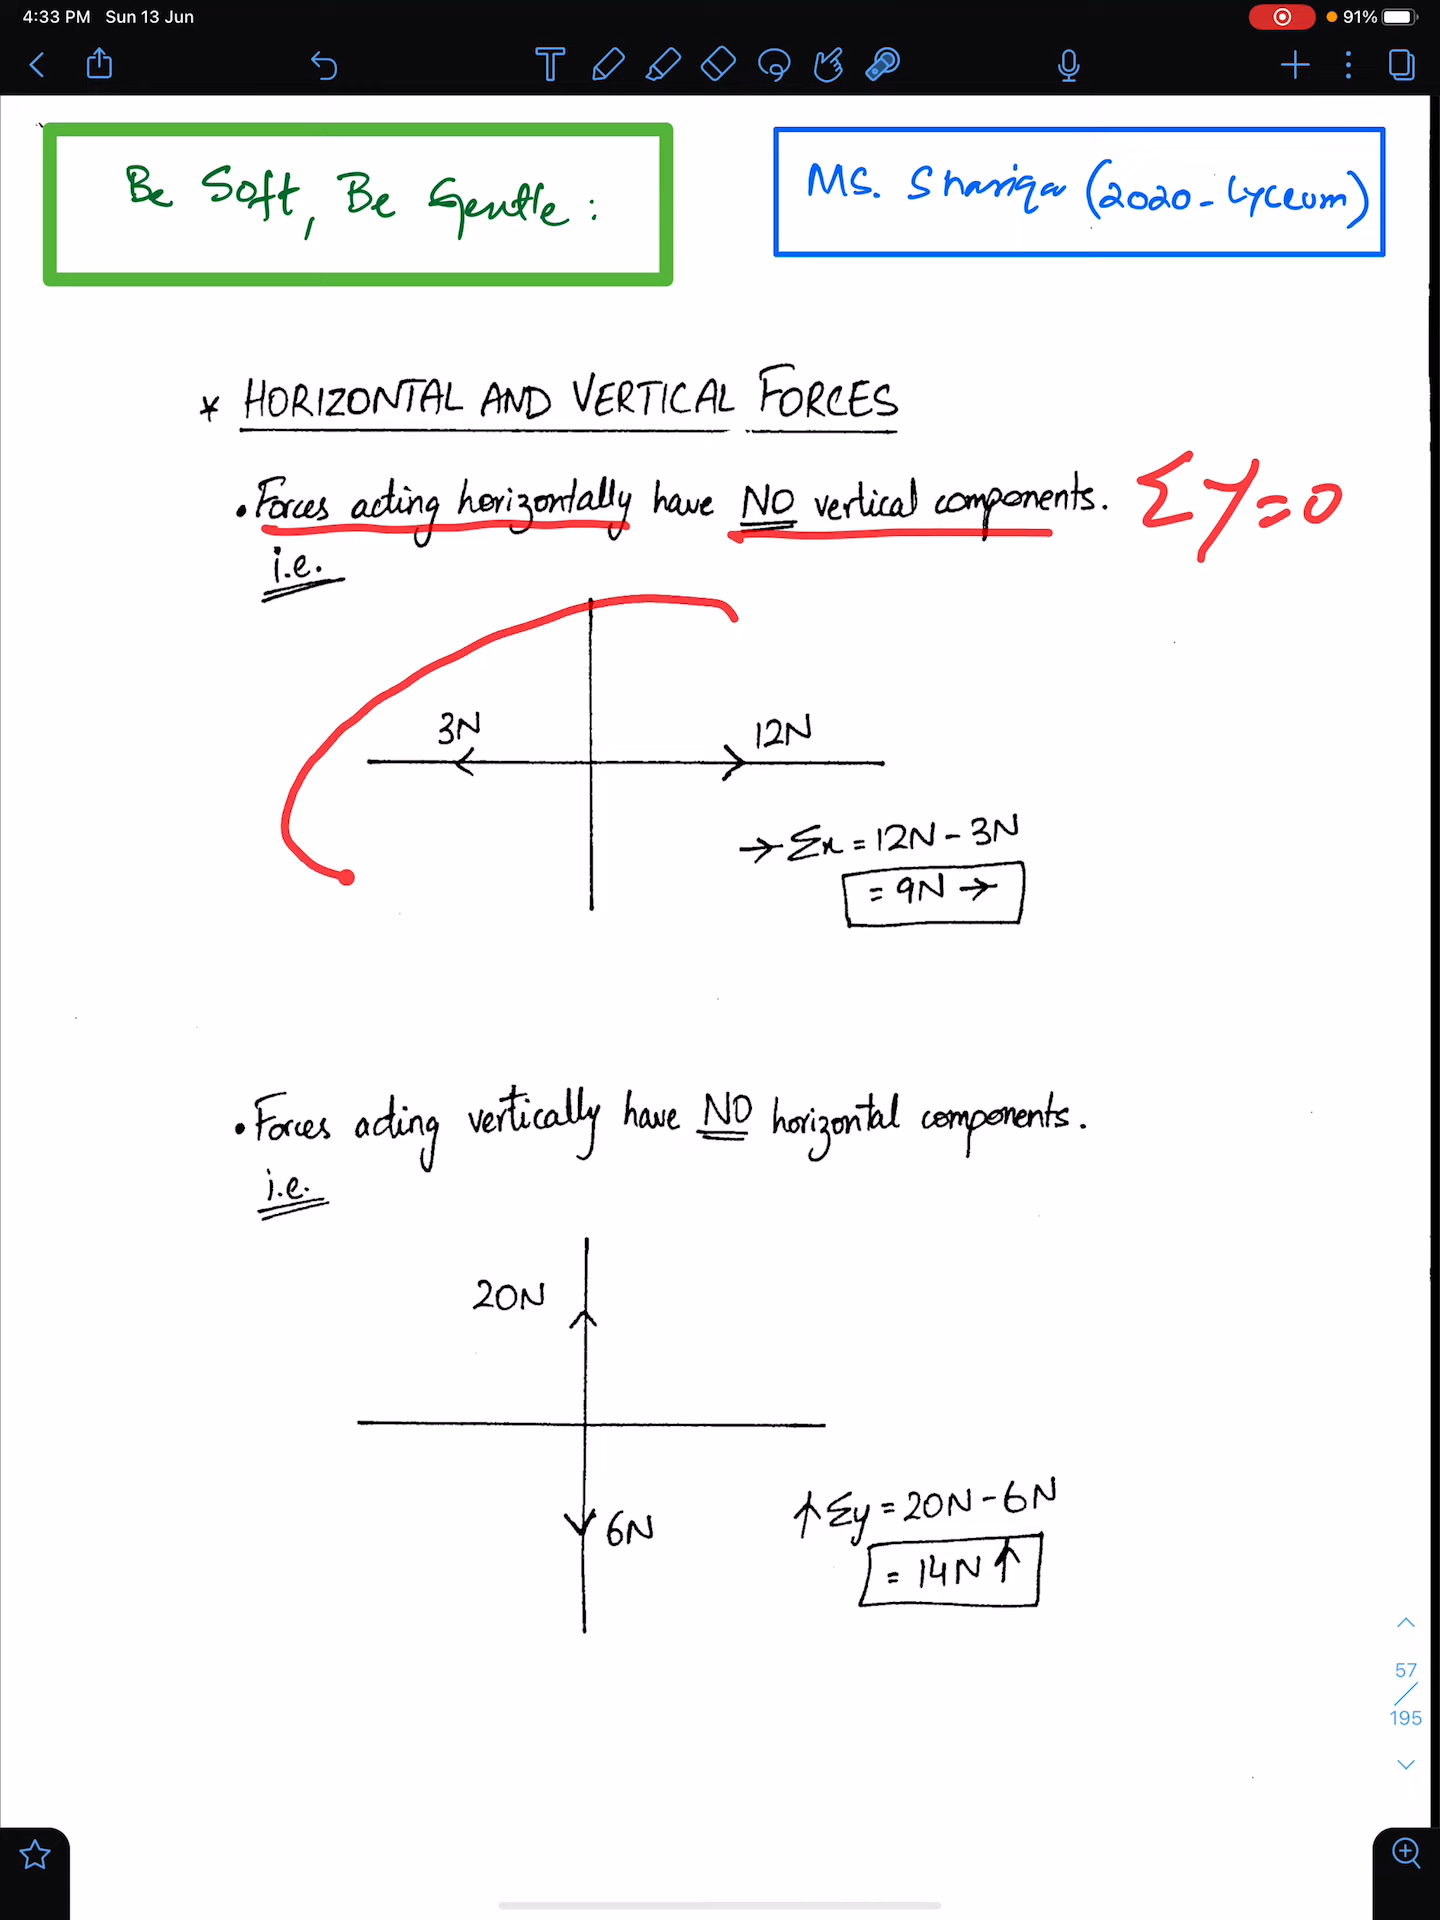 4:33 PM Sun 13 Jun
91%
Be Soft, Be Gentle:
MS. Shariqa (2020- Lyceum)
* HORIZONTAL AND VERTICAL FORCES
• Forces acting horizontally have NO vertical components. Σy=0
i.e.
3N
12N
→ Σx = 12N - 3N
= 9N →
• Forces acting vertically have NO horizontal components.
i.e.
20N
6N
↑ Σy = 20N - 6N
= 14N ↑
57
/
195